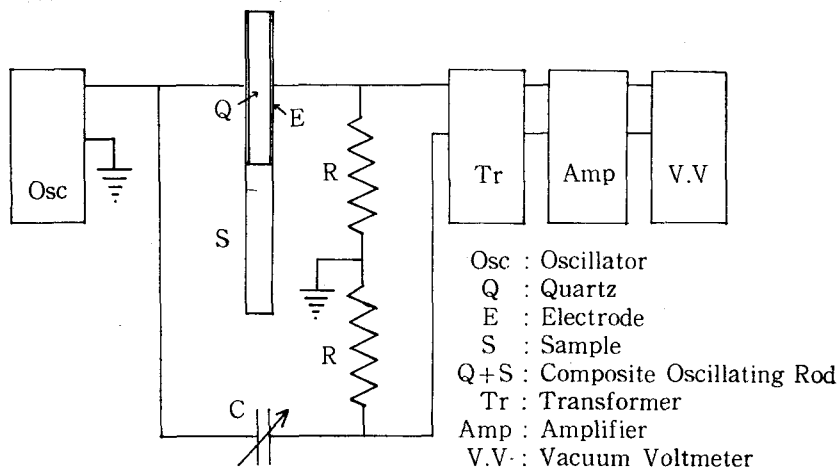 Q
E
R
Osc
Tr
Amp
V.V
S
R
C
Osc : Oscillator
Q : Quartz
E : Electrode
S : Sample
Q+S : Composite Oscillating Rod
Tr : Transformer
Amp : Amplifier
V.V. : Vacuum Voltmeter